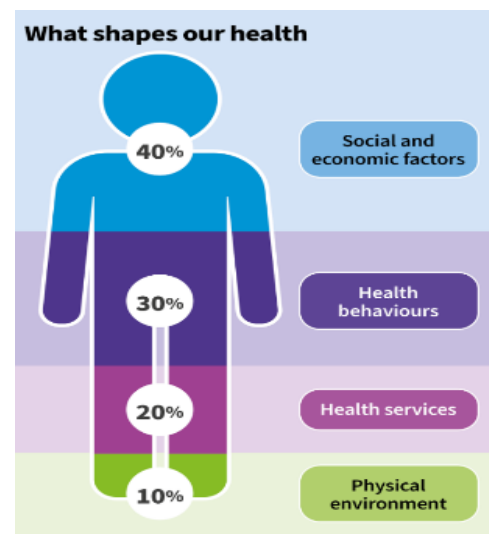 What shapes our health
40%
Social and
economic factors
30%
Health
behaviours
20%
Health services
10%
Physical
environment